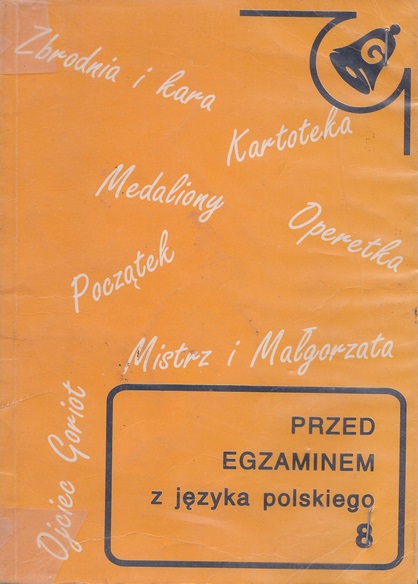 Zbrodnia i kara
Kartoteka
Medaliony
Operetka
Początek
Mistrz i Małgorzata
Ojciec Goriot
PRZED
EGZAMINEM
z języka polskiego
8